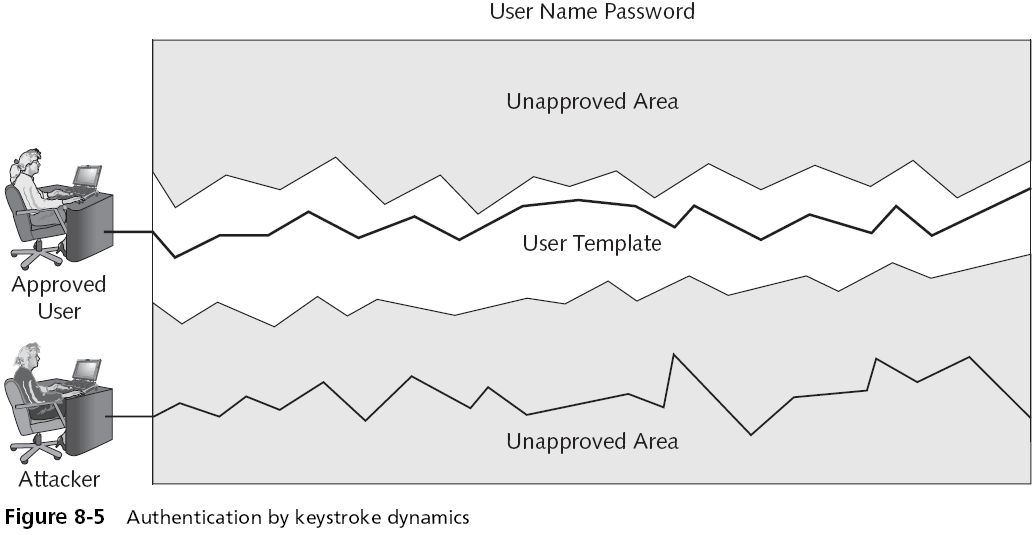 User Name Password
Unapproved Area
User Template
Approved
User
Unapproved Area
Attacker
Figure 8-5 Authentication by keystroke dynamics